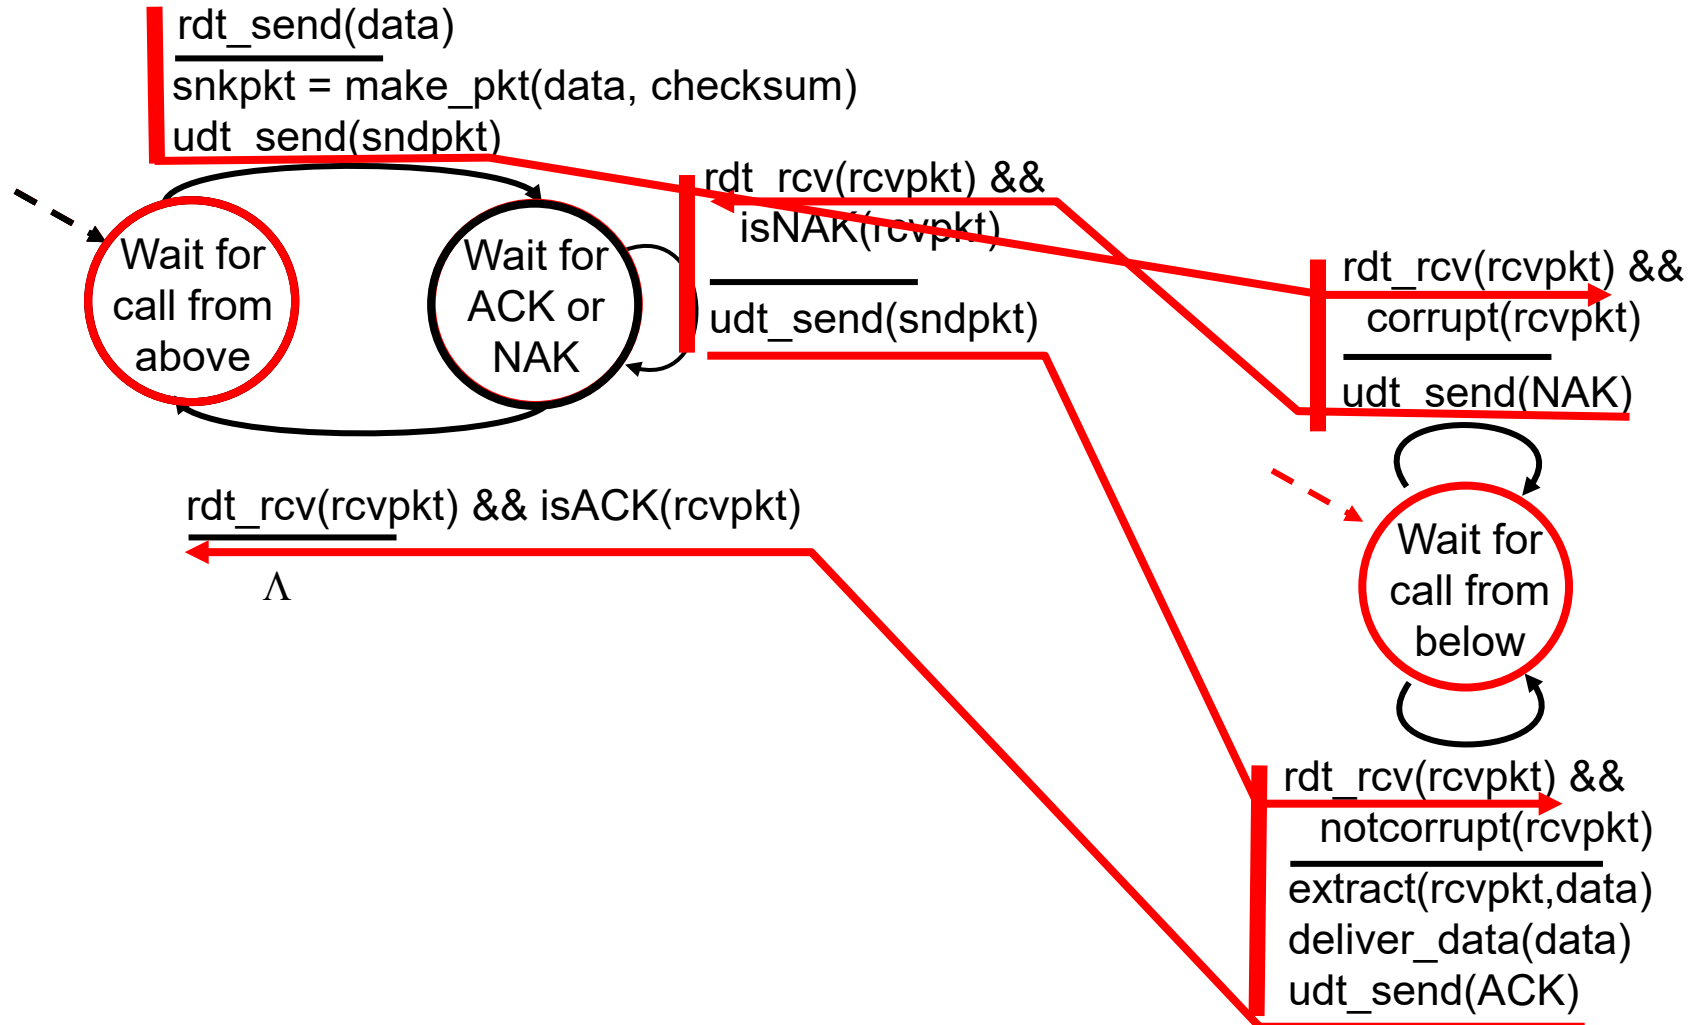 rdt_send(data)
snkpkt = make_pkt(data, checksum)
udt_send(sndpkt)
rdt_rcv(rcvpkt) &&
isNAK(rcvpkt)
udt_send(sndpkt)
Wait for
call from
above
Wait for
ACK or
NAK
rdt_rcv(rcvpkt) && isACK(rcvpkt)
Λ
rdt_rcv(rcvpkt) &&
corrupt(rcvpkt)
udt_send(NAK)
Wait for
call from
below
rdt_rcv(rcvpkt) &&
notcorrupt(rcvpkt)
extract(rcvpkt,data)
deliver_data(data)
udt_send(ACK)